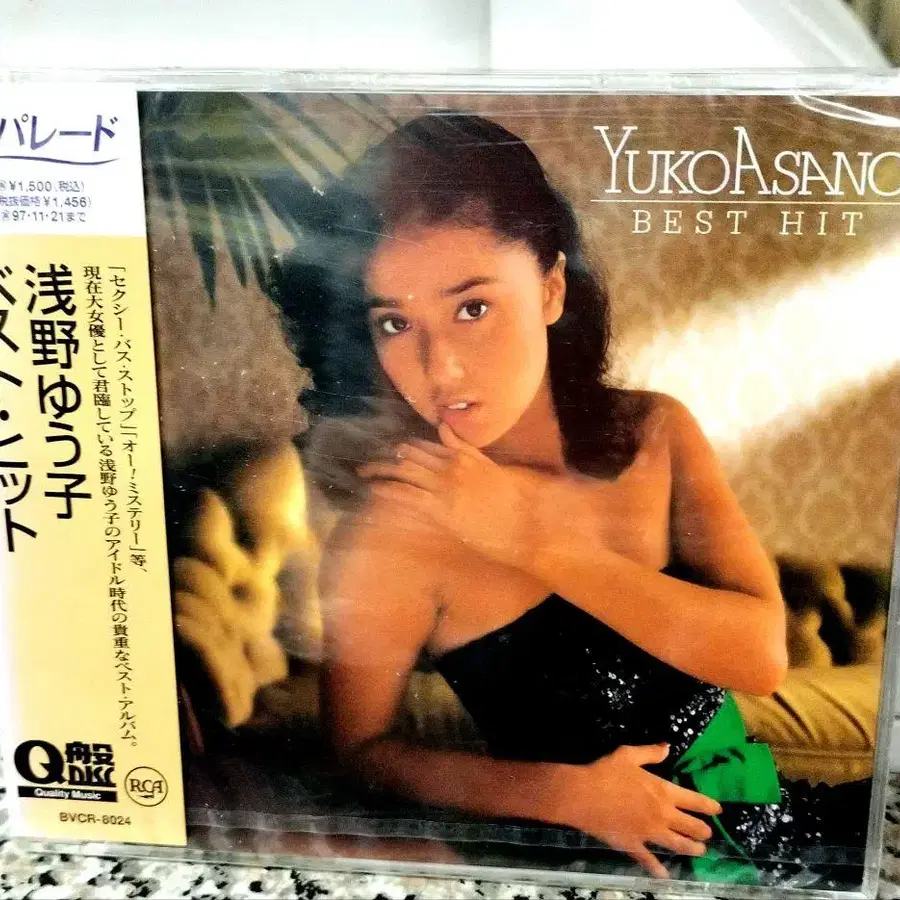 パレード
¥1,500(税込)
税抜価格¥1,456)
97·11·21まで
浅野ゆう子
ベスト・ヒット
「セクシー・バス・ストップ」「オー!ミステリー」等、
現在大女優として君臨している浅野ゆう子のアイドル時代の貴重なベスト・アルバム。
Q盤
DISC
Quality Music
RCA
BVCR-8024
YUKO ASANO
BEST HIT